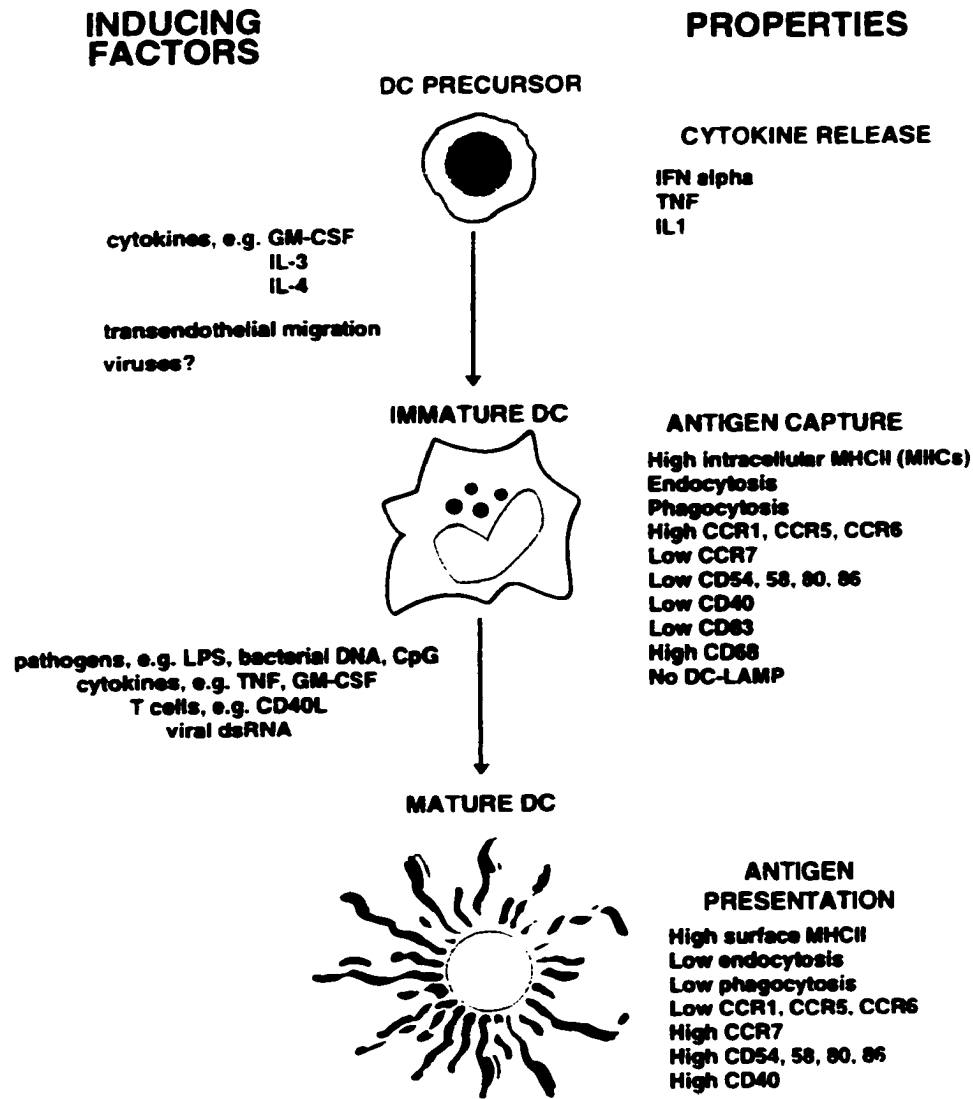 INDUCING
FACTORS
PROPERTIES
DC PRECURSOR
CYTOKINE RELEASE
IFN alpha
TNF
IL1
cytokines, e.g. GM-CSF
IL-3
IL-4
transendothelial migration
viruses?
IMMATURE DC
ANTIGEN CAPTURE
High intracellular MHCII (MIICs)
Endocytosis
Phagocytosis
High CCR1, CCR5, CCR6
Low CCR7
Low CD54, 58, 80, 86
Low CD40
Low CD83
High CD68
No DC-LAMP
pathogens, e.g. LPS, bacterial DNA, CpG
cytokines, e.g. TNF, GM-CSF
T cells, e.g. CD40L
viral dsRNA
MATURE DC
ANTIGEN
PRESENTATION
High surface MHCII
Low endocytosis
Low phagocytosis
Low CCR1, CCR5, CCR6
High CCR7
High CD54, 58, 80, 86
High CD40